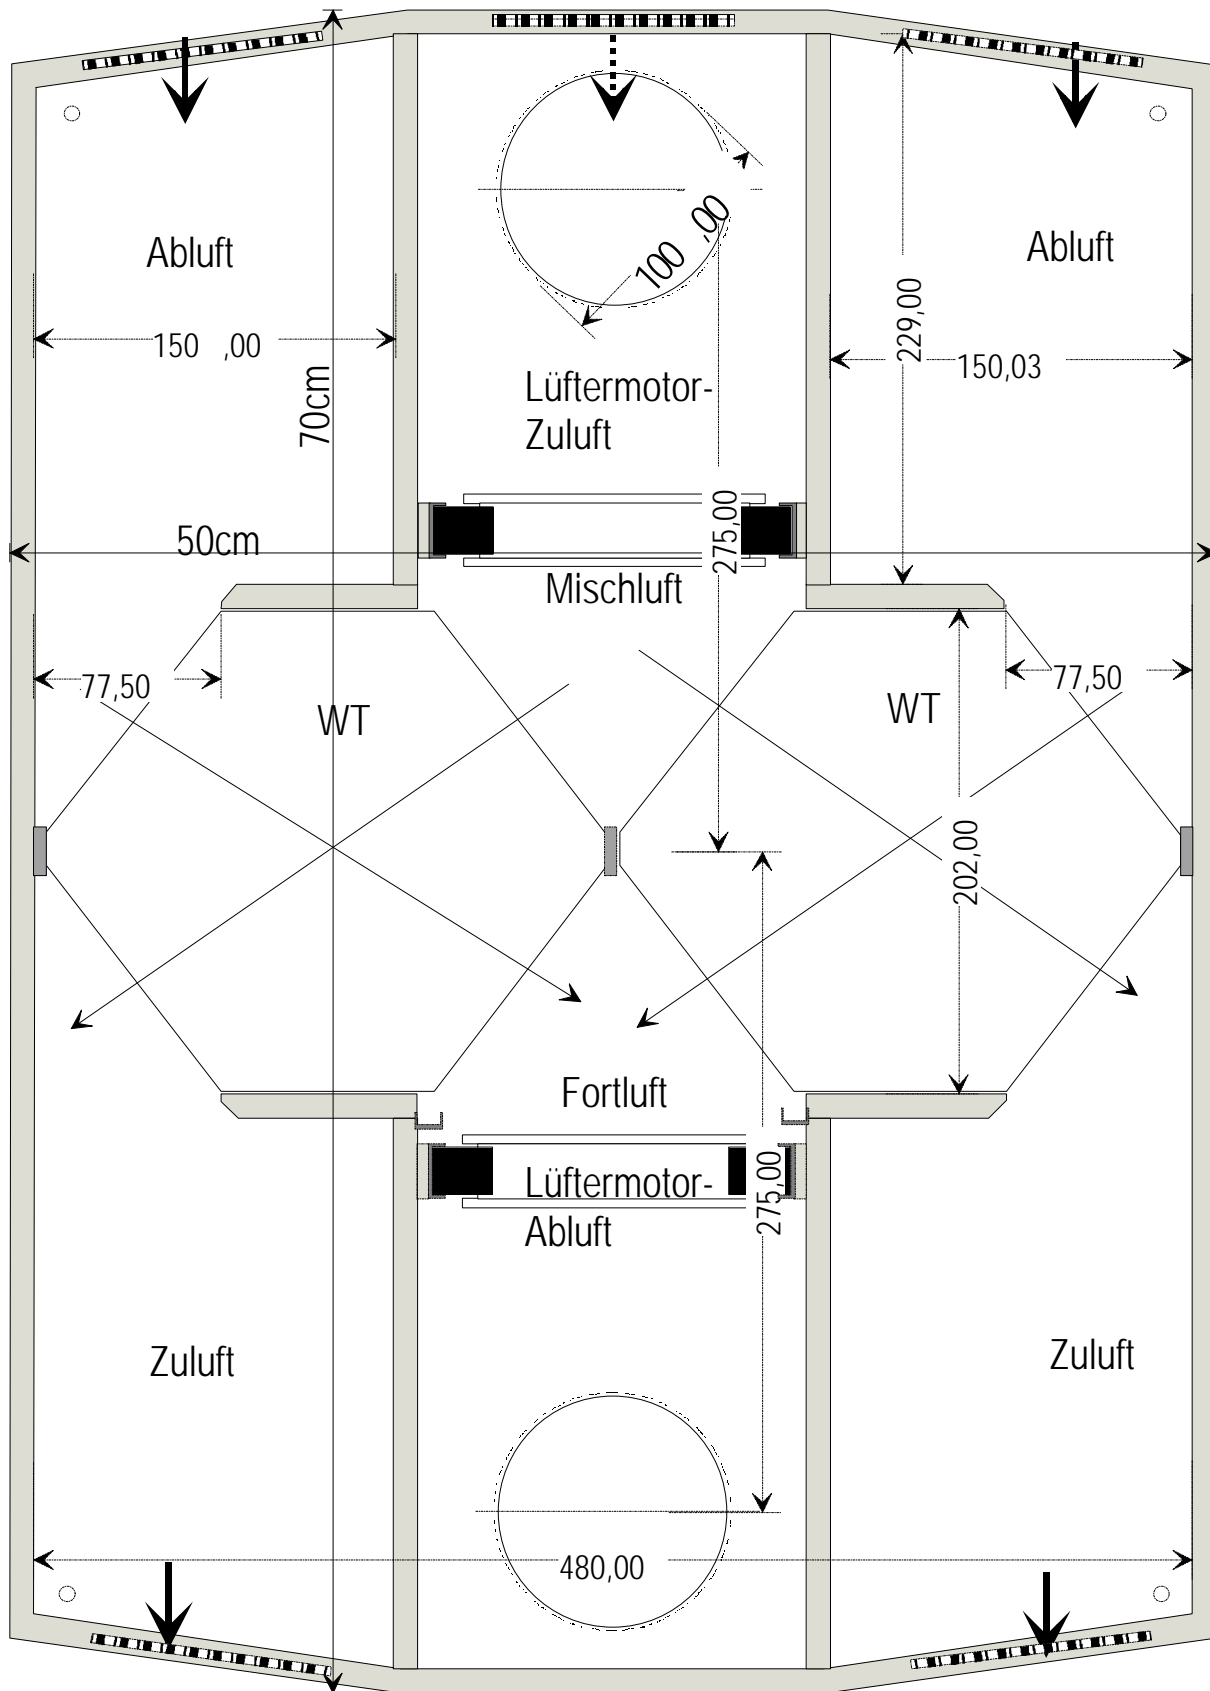 Abluft
Abluft
100 ,00
229,00
150 ,00
150,03
70cm
Lüftermotor-
Zuluft
50cm
275,00
Mischluft
77,50
77,50
WT
WT
202,00
Fortluft
Lüftermotor-
Abluft
275,00
Zuluft
Zuluft
480,00